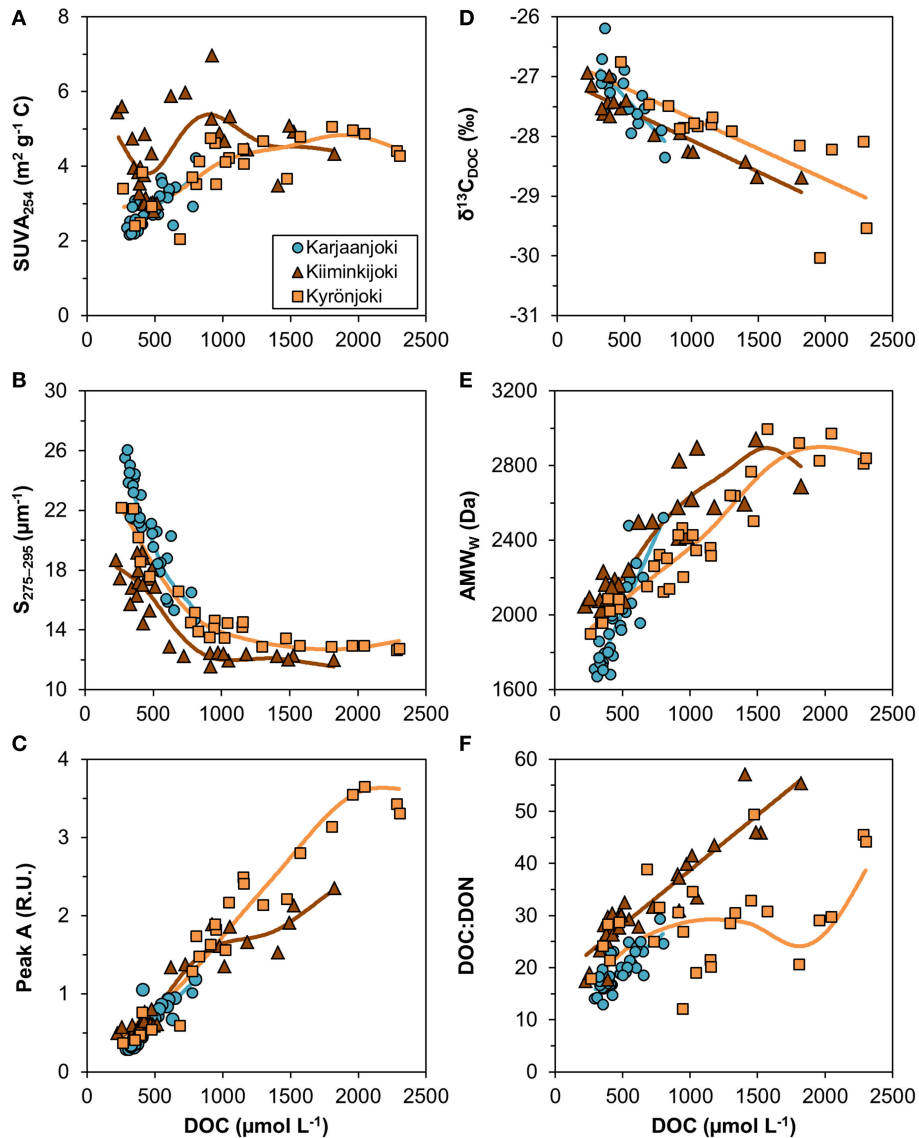 A
8
6
4
2
0
SUVA254 (m² g⁻¹ C)
0 500 1000 1500 2000 2500
Karjaanjoki
Kiiminkijoki
Kyrönjoki
D
-26
-27
-28
-29
-30
-31
δ¹³CDOC (‰)
0 500 1000 1500 2000 2500
B
30
26
22
18
14
10
S275–295 (µm⁻¹)
0 500 1000 1500 2000 2500
E
3200
2800
2400
2000
1600
AMWW (Da)
0 500 1000 1500 2000 2500
C
4
3
2
1
0
Peak A (R.U.)
0 500 1000 1500 2000 2500
DOC (µmol L⁻¹)
F
60
50
40
30
20
10
0
DOC:DON
0 500 1000 1500 2000 2500
DOC (µmol L⁻¹)